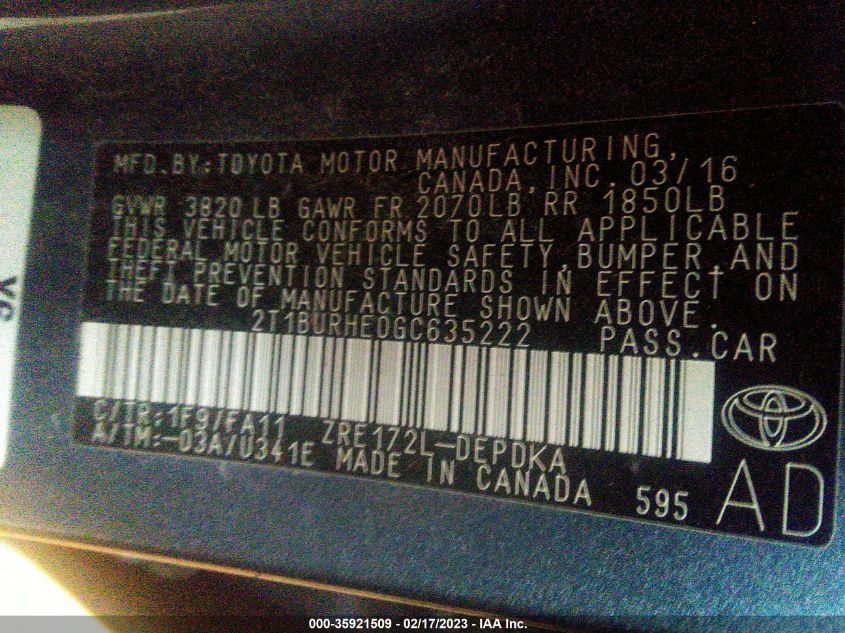 MFD.BY:TOYOTA MOTOR MANUFACTURING,
CANADA,INC. 03/16
GVWR 3820 LB GAWR FR 2070LB RR 1850LB
THIS VEHICLE CONFORMS TO ALL APPLICABLE
FEDERAL MOTOR VEHICLE SAFETY,BUMPER,AND
THEFT PREVENTION STANDARDS IN EFFECT ON
THE DATE OF MANUFACTURE SHOWN ABOVE.
2T1BURHE0GC635222 PASS.CAR
C/TR:1F9/FA11 ZRE172L-DEPDKA
A/TM:-03A/U341E MADE IN CANADA 595
AD
000-35921509 - 02/17/2023 - IAA Inc.